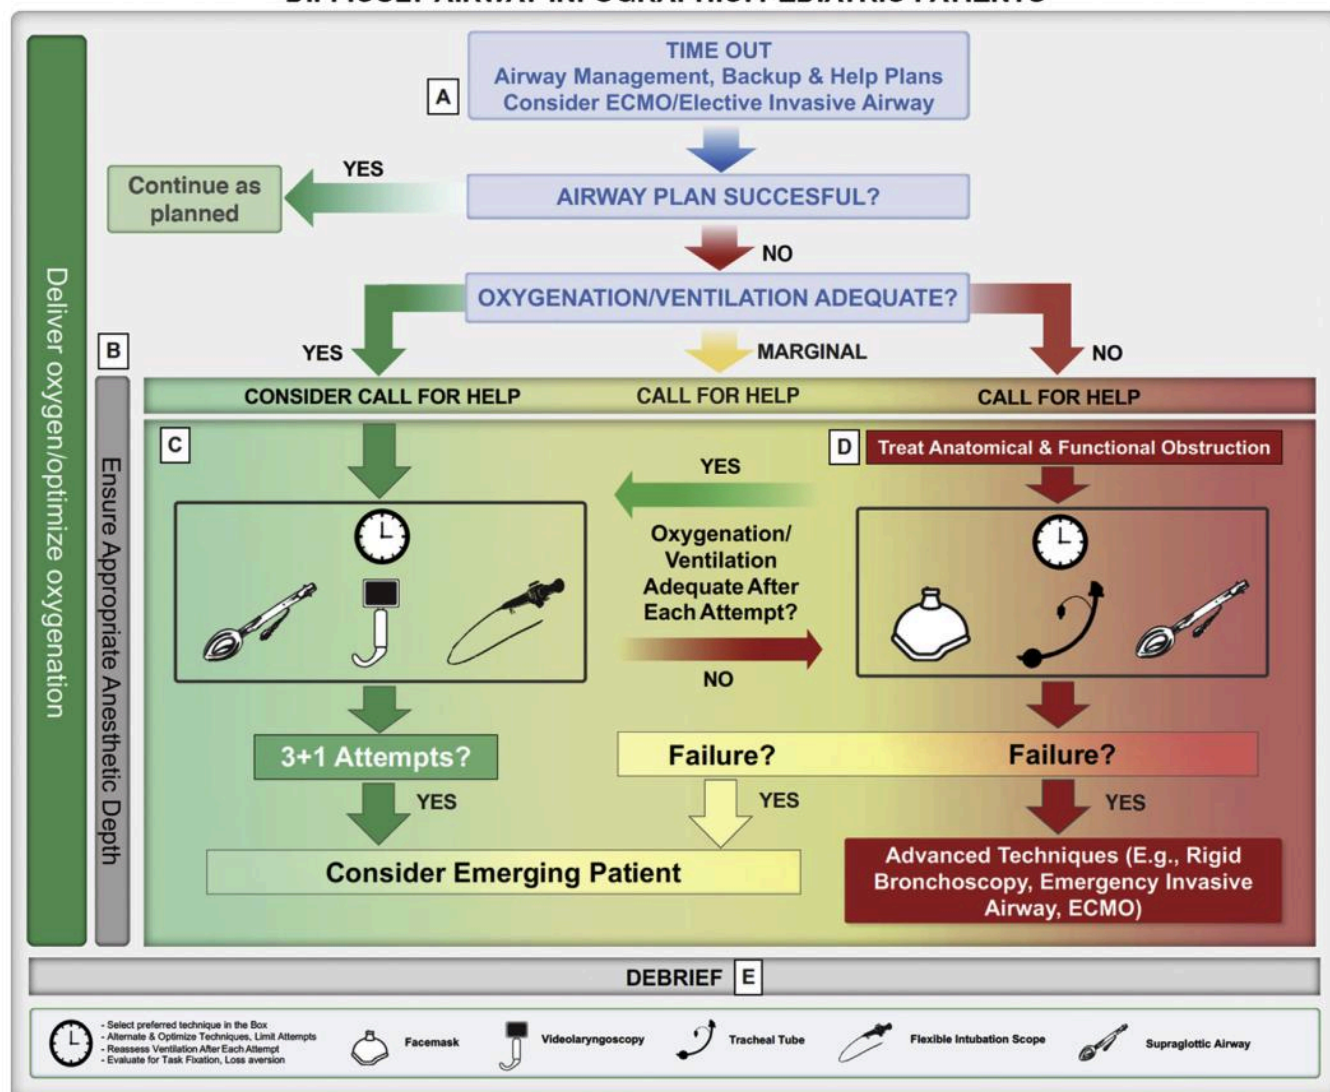 DIFFICULT AIRWAY INFOGRAPHIC: PEDIATRIC PATIENTS
TIME OUT
Airway Management, Backup & Help Plans
Consider ECMO/Elective Invasive Airway
A
YES
Continue as
planned
AIRWAY PLAN SUCCESFUL?
NO
OXYGENATION/VENTILATION ADEQUATE?
B
YES
MARGINAL
NO
Deliver oxygen/optimize oxygenation
Ensure Appropriate Anesthetic Depth
CONSIDER CALL FOR HELP
CALL FOR HELP
CALL FOR HELP
C
D
Treat Anatomical & Functional Obstruction
YES
Oxygenation/
Ventilation
Adequate After
Each Attempt?
NO
3+1 Attempts?
Failure?
Failure?
YES
YES
YES
Consider Emerging Patient
Advanced Techniques (E.g., Rigid
Bronchoscopy, Emergency Invasive
Airway, ECMO)
DEBRIEF
E
- Select preferred technique in the Box
- Alternate & Optimize Techniques, Limit Attempts
- Reassess Ventilation After Each Attempt
- Evaluate for Task Fixation, Loss aversion
Facemask
Videolaryngoscopy
Tracheal Tube
Flexible Intubation Scope
Supraglottic Airway